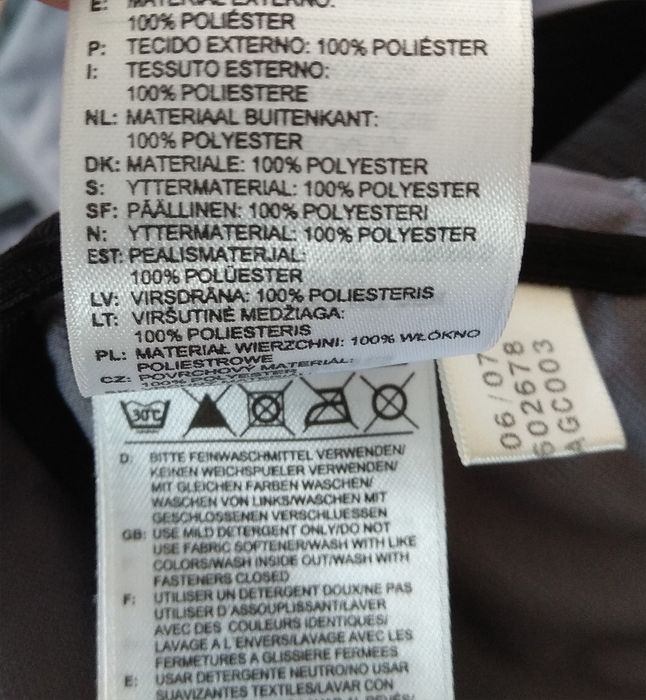 E: MATERIAL EXTERNO:
100% POLIÉSTER
P: TECIDO EXTERNO: 100% POLIÉSTER
I: TESSUTO ESTERNO:
100% POLIESTERE
NL: MATERIAAL BUITENKANT:
100% POLYESTER
DK: MATERIALE: 100% POLYESTER
S: YTTERMATERIAL: 100% POLYESTER
SF: PÄÄLLINEN: 100% POLYESTERI
N: YTTERMATERIAL: 100% POLYESTER
EST: PEALISMATERJAL:
100% POLÜESTER
LV: VIRSDRĀNA: 100% POLIESTERIS
LT: VIRŠUTINĖ MEDŽIAGA:
100% POLIESTERIS
PL: MATERIAŁ WIERZCHNI: 100% WŁÓKNO
POLIESTROWE
CZ: POVRCHOVÝ MATERIÁL:
100% POLYESTER
30°C
D: BITTE FEINWASCHMITTEL VERWENDEN/
KEINEN WEICHSPUELER VERWENDEN/
MIT GLEICHEN FARBEN WASCHEN/
WASCHEN VON LINKS/WASCHEN MIT
GESCHLOSSENEN VERSCHLUESSEN
GB: USE MILD DETERGENT ONLY/DO NOT
USE FABRIC SOFTENER/WASH WITH LIKE
COLORS/WASH INSIDE OUT/WASH WITH
FASTENERS CLOSED
F: UTILISER UN DETERGENT DOUX/NE PAS
UTILISER D'ASSOUPLISSANT/LAVER
AVEC DES COULEURS IDENTIQUES/
LAVAGE A L'ENVERS/LAVAGE AVEC LES
FERMETURES A GLISSIERE FERMEES
E: USAR DETERGENTE NEUTRO/NO USAR
SUAVIZANTES TEXTILES/LAVAR CON
06/07
602678
AGC003